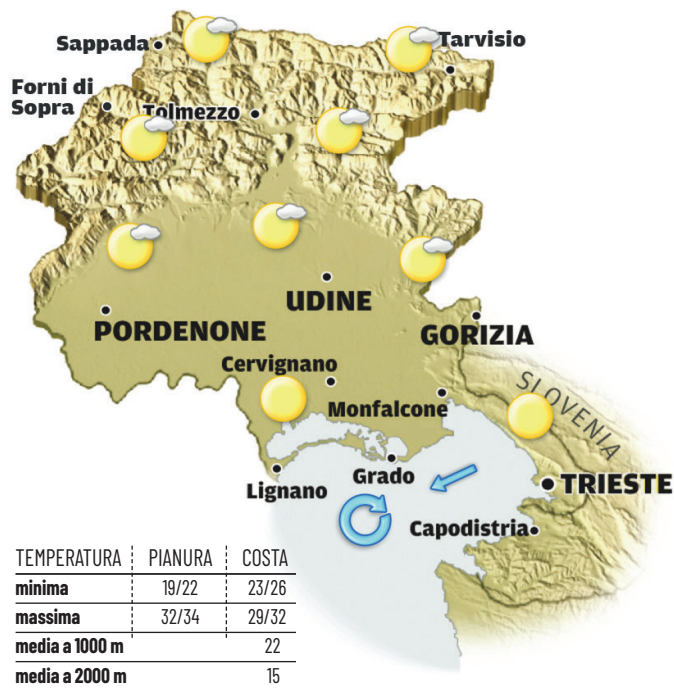 Sappada
Tarvisio
Forni di
Sopra
Tolmezzo
UDINE
PORDENONE
GORIZIA
Cervignano
SLOVENIA
Monfalcone
Grado
TRIESTE
Lignano
Capodistria
TEMPERATURA PIANURA COSTA
minima 19/22 23/26
massima 32/34 29/32
media a 1000 m 22
media a 2000 m 15